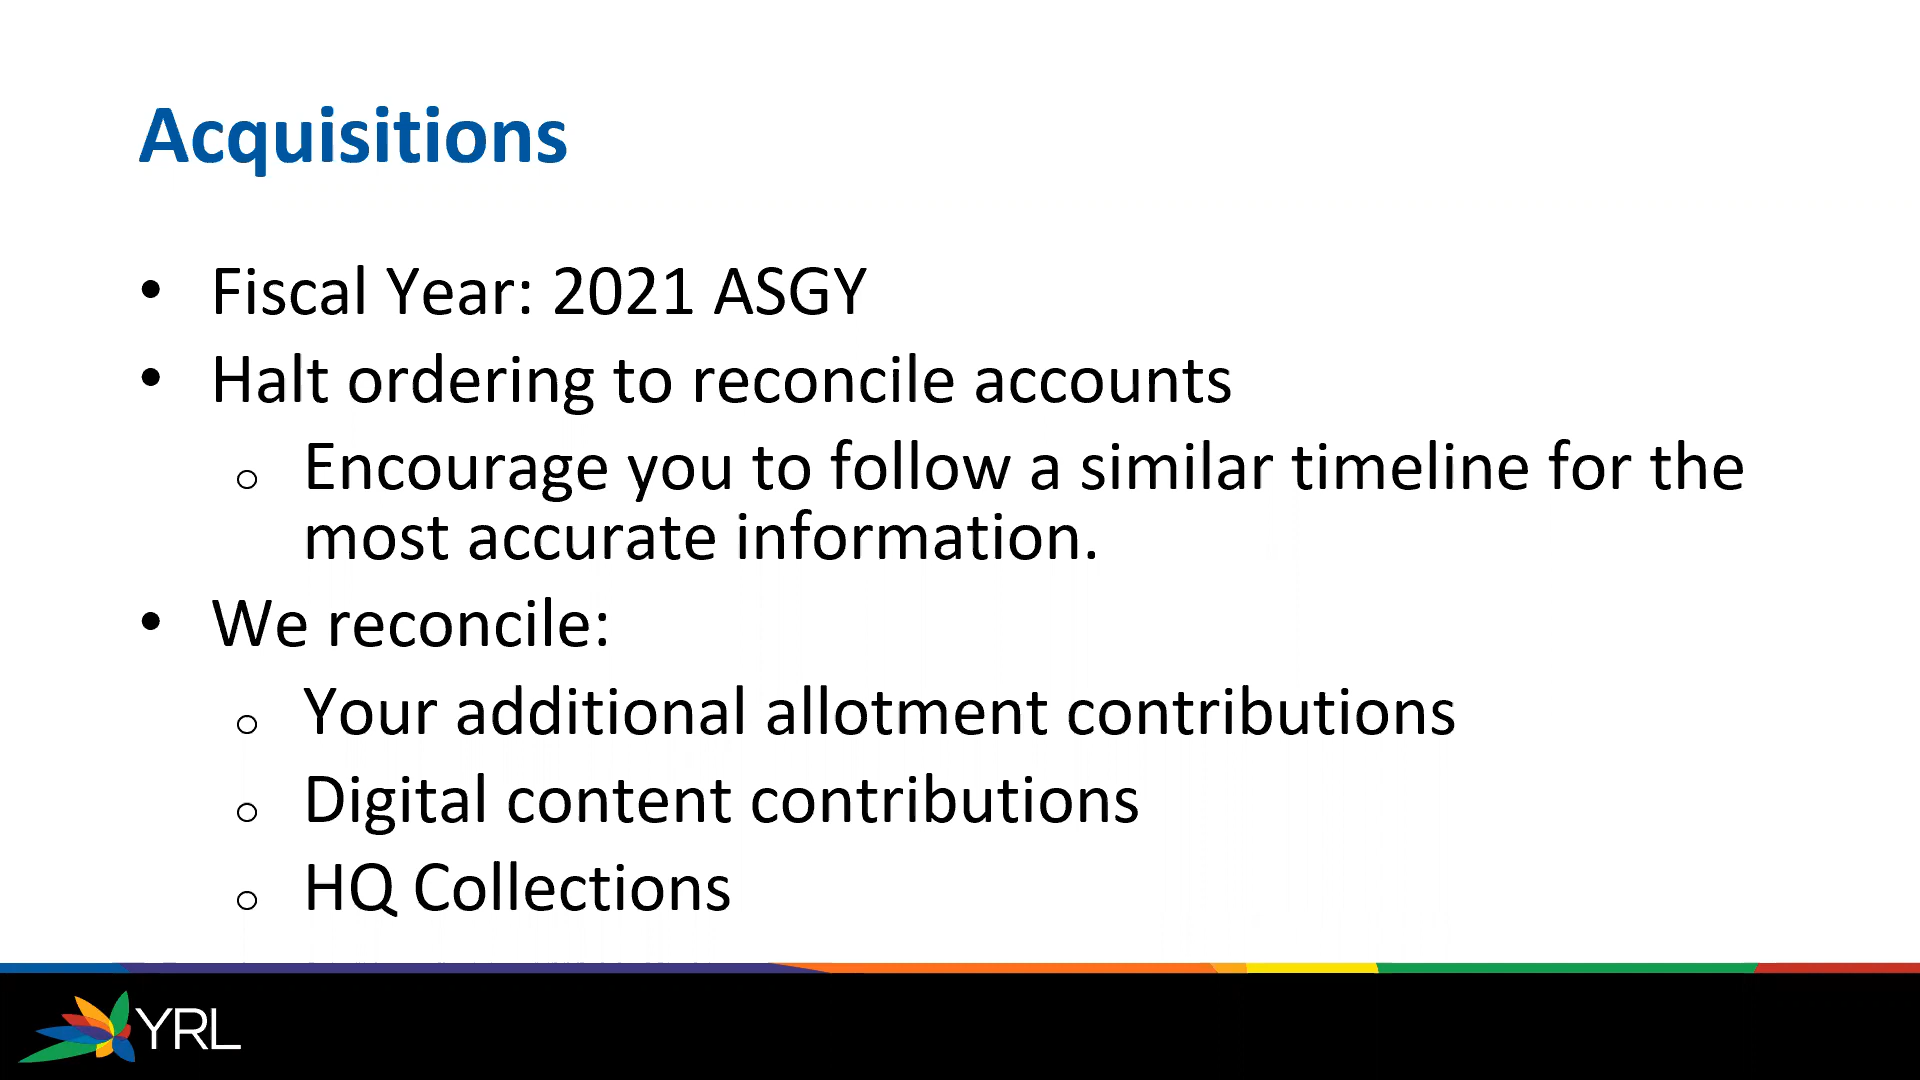 Acquisitions
• Fiscal Year: 2021 ASGY
• Halt ordering to reconcile accounts
o Encourage you to follow a similar timeline for the
most accurate information.
• We reconcile:
o Your additional allotment contributions
o Digital content contributions
o HQ Collections
YRL